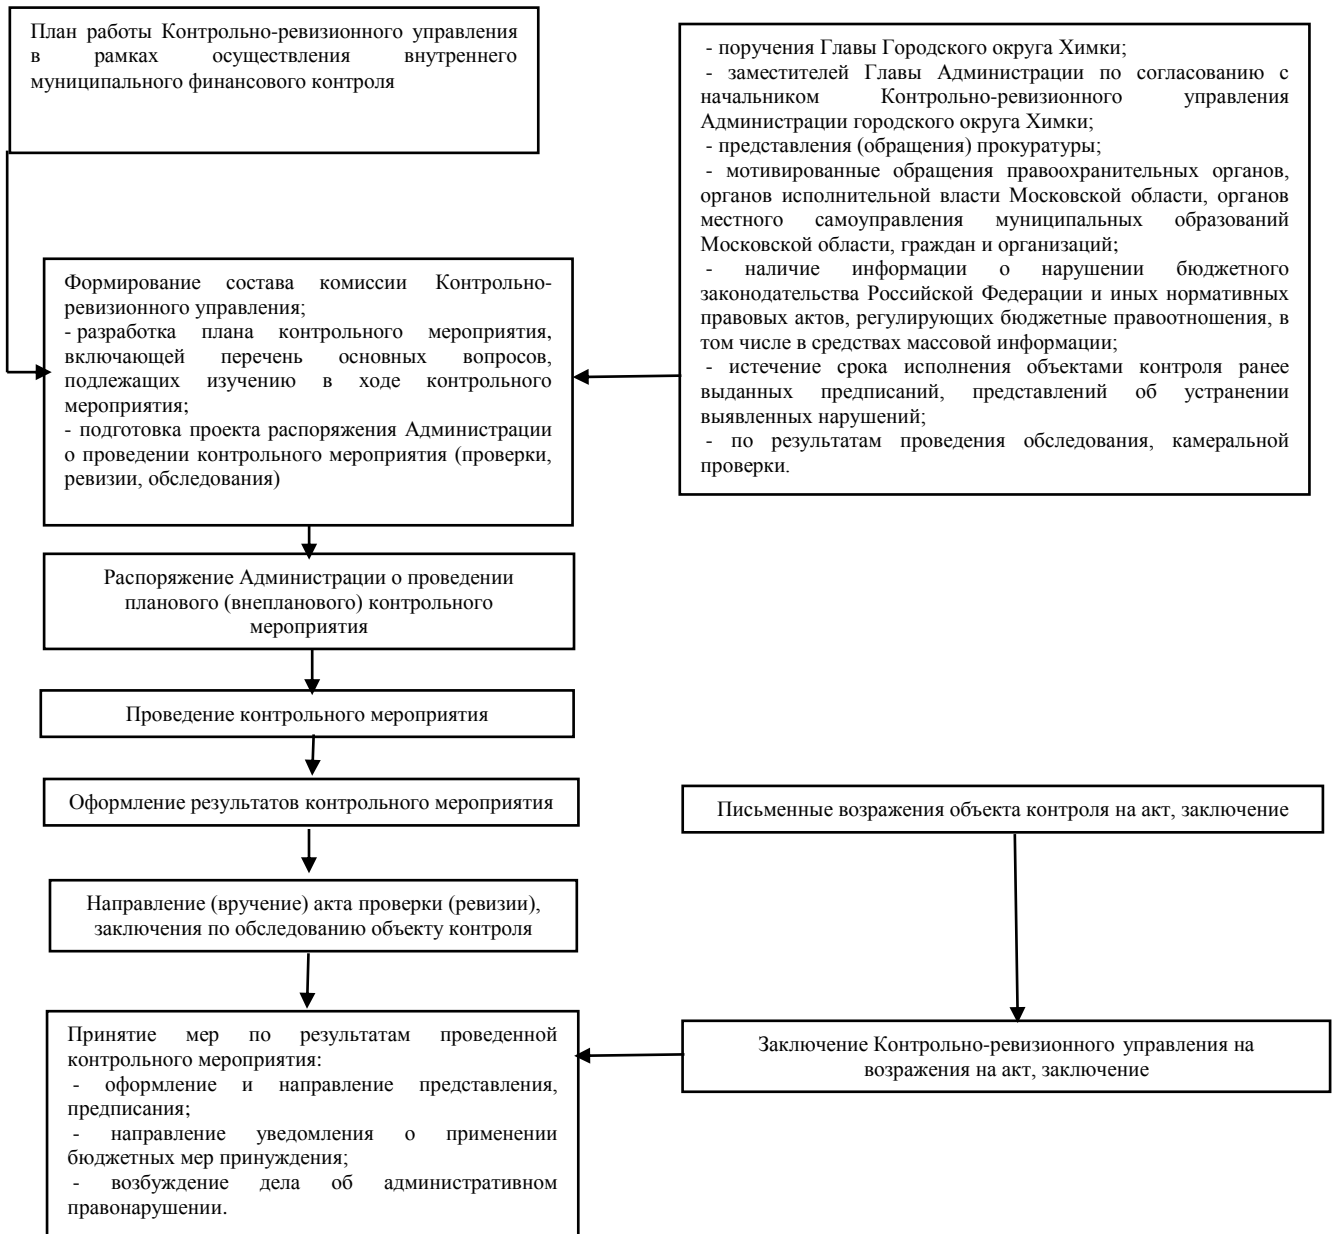 План работы Контрольно-ревизионного управления
в рамках осуществления внутреннего
муниципального финансового контроля
- поручения Главы Городского округа Химки;
- заместителей Главы Администрации по согласованию с
начальником Контрольно-ревизионного управления
Администрации городского округа Химки;
- представления (обращения) прокуратуры;
- мотивированные обращения правоохранительных органов,
органов исполнительной власти Московской области, органов
местного самоуправления муниципальных образований
Московской области, граждан и организаций;
- наличие информации о нарушении бюджетного
законодательства Российской Федерации и иных нормативных
правовых актов, регулирующих бюджетные правоотношения, в
том числе в средствах массовой информации;
- истечение срока исполнения объектами контроля ранее
выданных предписаний, представлений об устранении
выявленных нарушений;
- по результатам проведения обследования, камеральной
проверки.
Формирование состава комиссии Контрольно-
ревизионного управления;
- разработка плана контрольного мероприятия,
включающей перечень основных вопросов,
подлежащих изучению в ходе контрольного
мероприятия;
- подготовка проекта распоряжения Администрации
о проведении контрольного мероприятия (проверки,
ревизии, обследования)
Распоряжение Администрации о проведении
планового (внепланового) контрольного
мероприятия
Проведение контрольного мероприятия
Оформление результатов контрольного мероприятия
Письменные возражения объекта контроля на акт, заключение
Направление (вручение) акта проверки (ревизии),
заключения по обследованию объекту контроля
Принятие мер по результатам проведенной
контрольного мероприятия:
- оформление и направление представления,
предписания;
- направление уведомления о применении
бюджетных мер принуждения;
- возбуждение дела об административном
правонарушении.
Заключение Контрольно-ревизионного управления на
возражения на акт, заключение